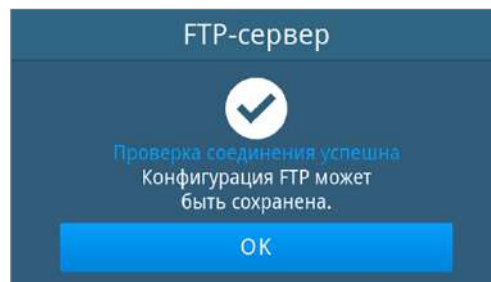 FTP-сервер
Проверка соединения успешна
Конфигурация FTP может
быть сохранена.
OK